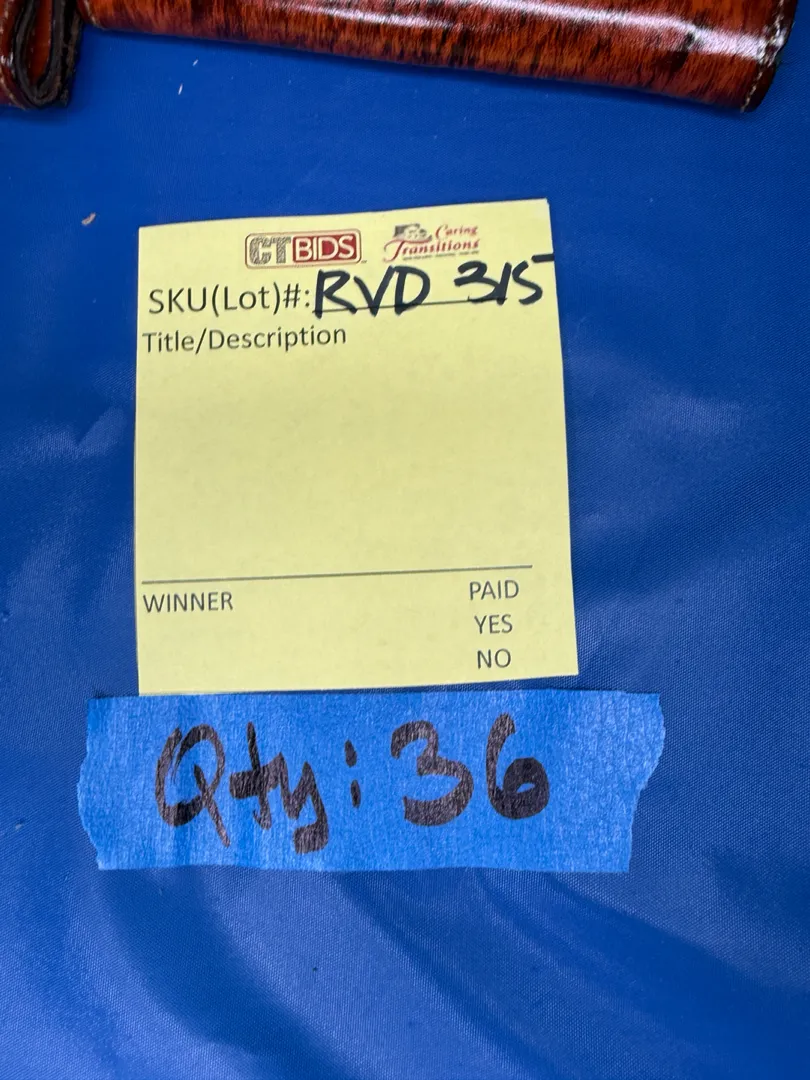 CTBIDS
Caring
Transitions
SKU(Lot)#: RVD 315
Title/Description
WINNER
PAID
YES
NO
Qty: 36